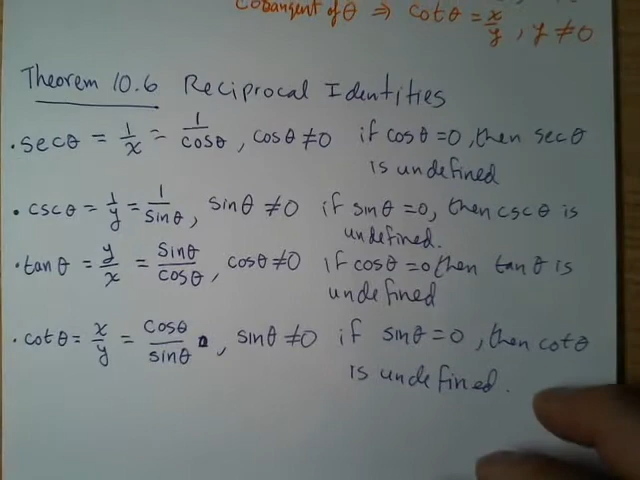 Cotangent of θ ⇒ cot θ = x/y , y ≠ 0
Theorem 10.6 Reciprocal Identities
• sec θ = 1/x = 1/cos θ , cos θ ≠ 0 if cos θ = 0 , then sec θ
is undefined
• csc θ = 1/y = 1/sin θ , sin θ ≠ 0 if sin θ = 0, then csc θ is
undefined.
• tan θ = y/x = sin θ/cos θ , cos θ ≠ 0 if cos θ = 0 then tan θ is
undefined
• cot θ = x/y = cos θ/sin θ , sin θ ≠ 0 if sin θ = 0 , then cot θ
is undefined.